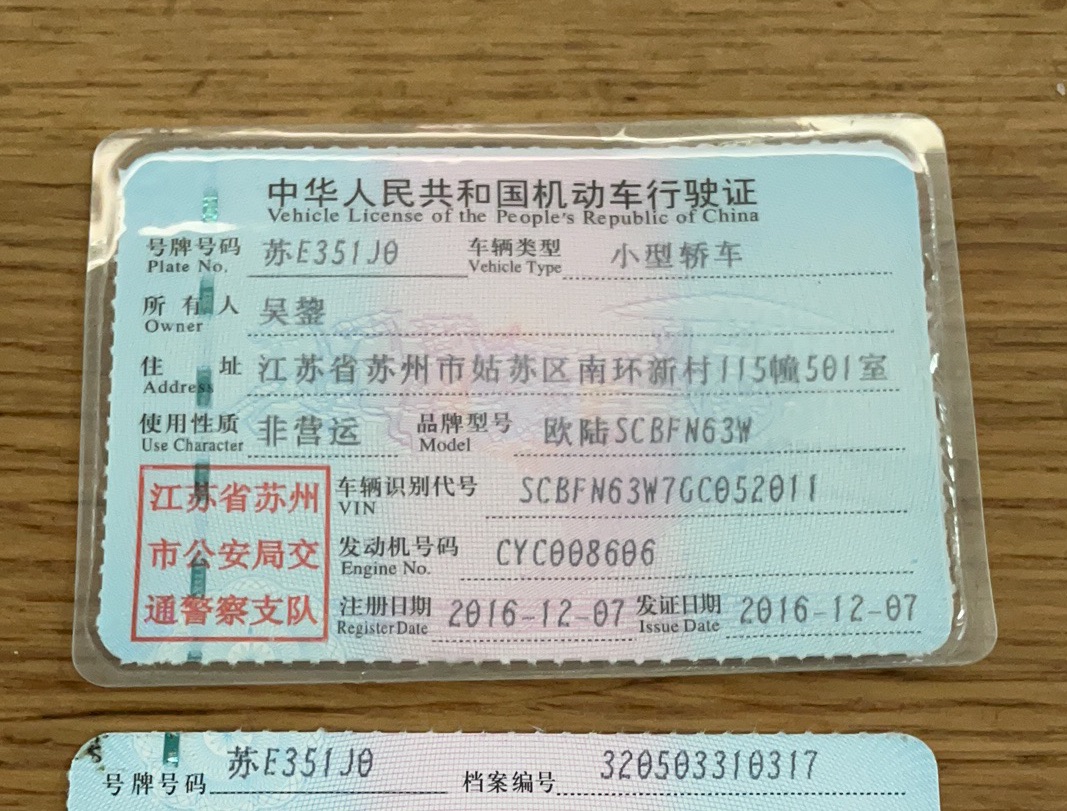 中华人民共和国机动车行驶证
Vehicle License of the People's Republic of China
号牌号码 苏E351J0 车辆类型 小型轿车
Plate No. Vehicle Type
所有人 吴鋆
Owner
住址 江苏省苏州市姑苏区南环新村115幢501室
Address
使用性质 非营运 品牌型号 欧陆SCBFN63W
Use Character Model
江苏省苏州
市公安局交
通警察支队
车辆识别代号 SCBFN63W7GC052011
VIN
发动机号码 CYC008606
Engine No.
注册日期 2016-12-07 发证日期 2016-12-07
Register Date Issue Date
号牌号码 苏E351J0 档案编号 320503310317